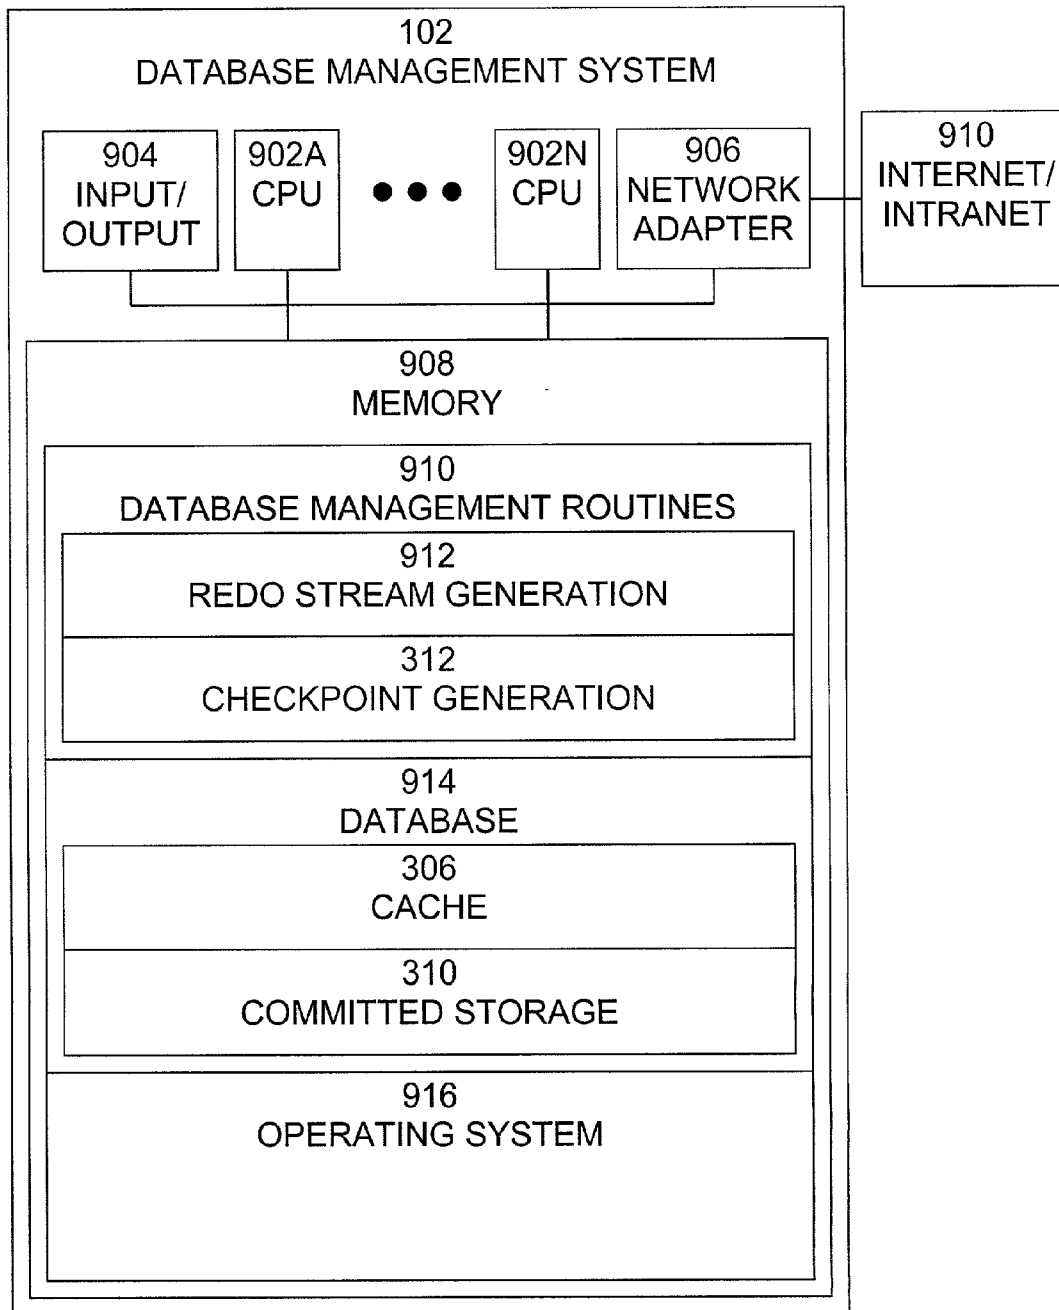 102
DATABASE MANAGEMENT SYSTEM
904
INPUT/
OUTPUT
902A
CPU
902N
CPU
906
NETWORK
ADAPTER
910
INTERNET/
INTRANET
908
MEMORY
910
DATABASE MANAGEMENT ROUTINES
912
REDO STREAM GENERATION
312
CHECKPOINT GENERATION
914
DATABASE
306
CACHE
310
COMMITTED STORAGE
916
OPERATING SYSTEM